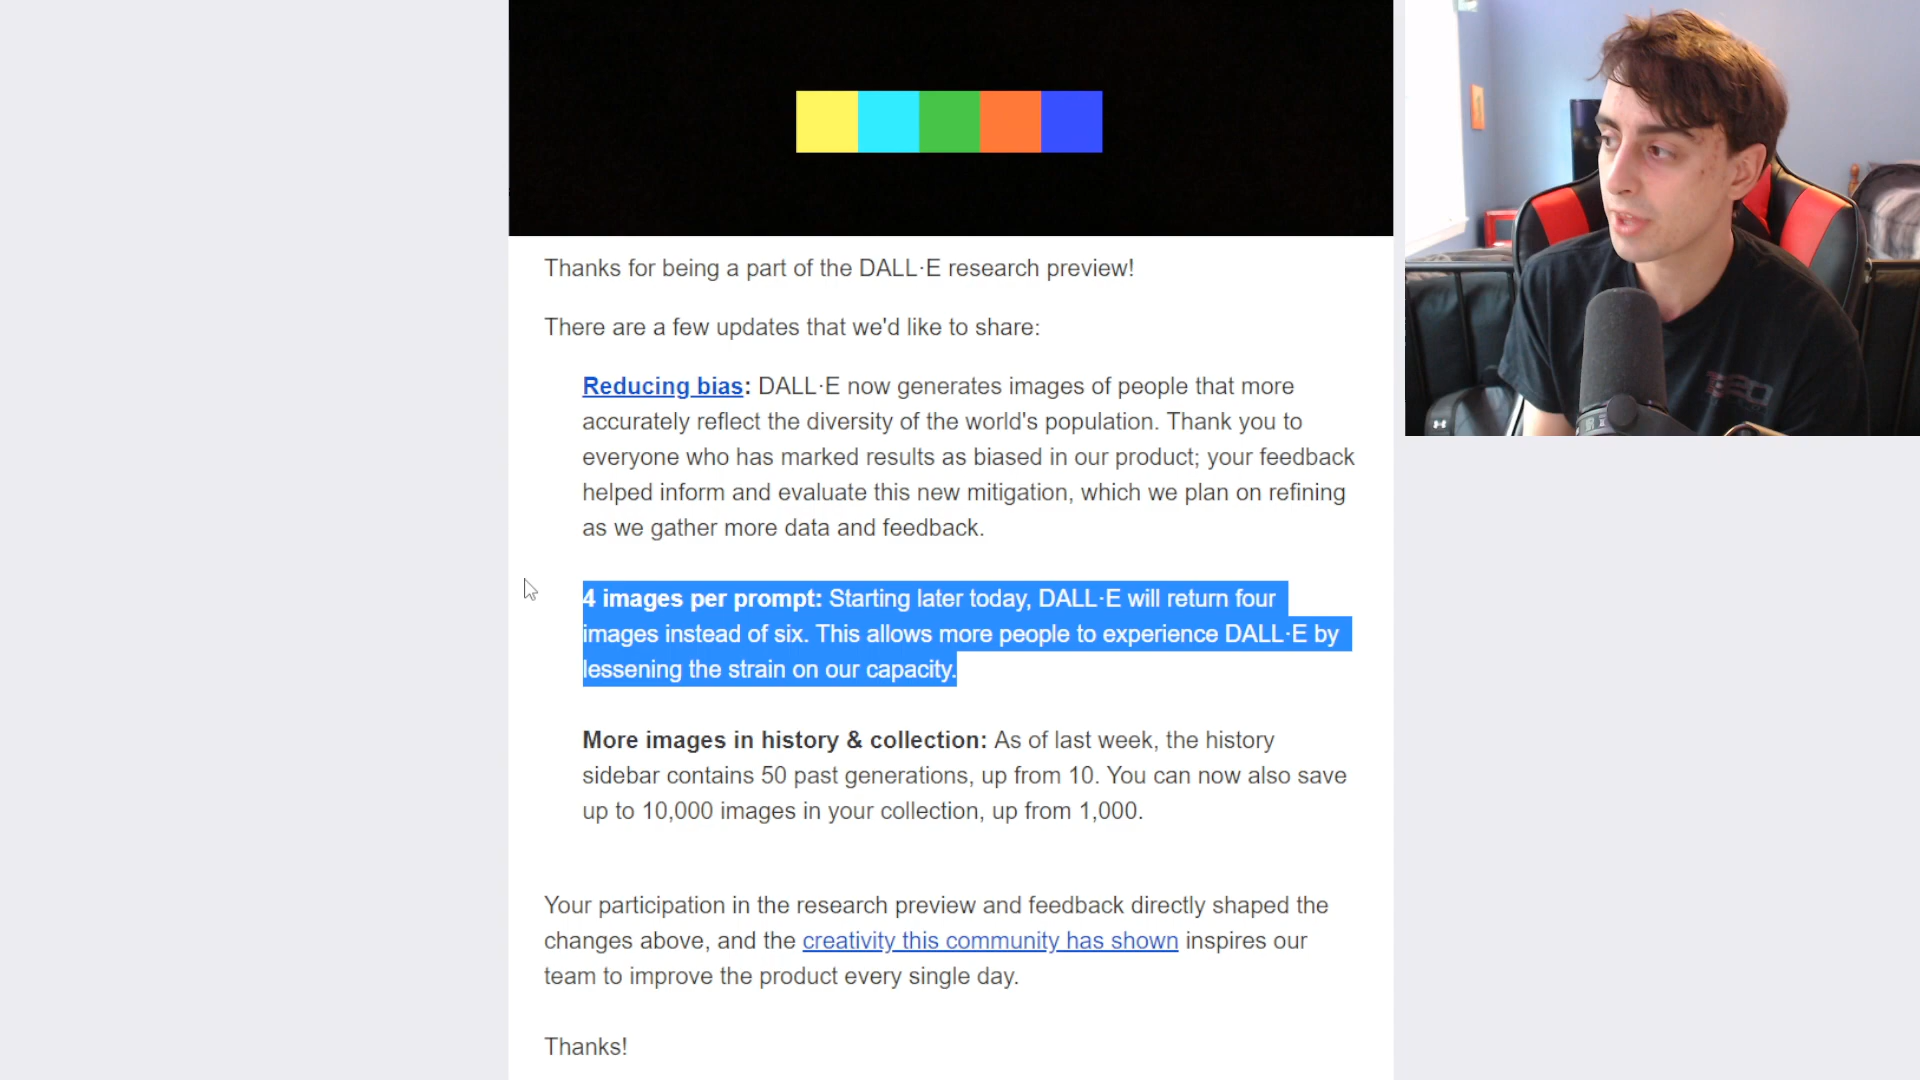 Thanks for being a part of the DALL·E research preview!
There are a few updates that we'd like to share:
Reducing bias: DALL·E now generates images of people that more
accurately reflect the diversity of the world's population. Thank you to
everyone who has marked results as biased in our product; your feedback
helped inform and evaluate this new mitigation, which we plan on refining
as we gather more data and feedback.
4 images per prompt: Starting later today, DALL·E will return four
images instead of six. This allows more people to experience DALL·E by
lessening the strain on our capacity.
More images in history & collection: As of last week, the history
sidebar contains 50 past generations, up from 10. You can now also save
up to 10,000 images in your collection, up from 1,000.
Your participation in the research preview and feedback directly shaped the
changes above, and the creativity this community has shown inspires our
team to improve the product every single day.
Thanks!